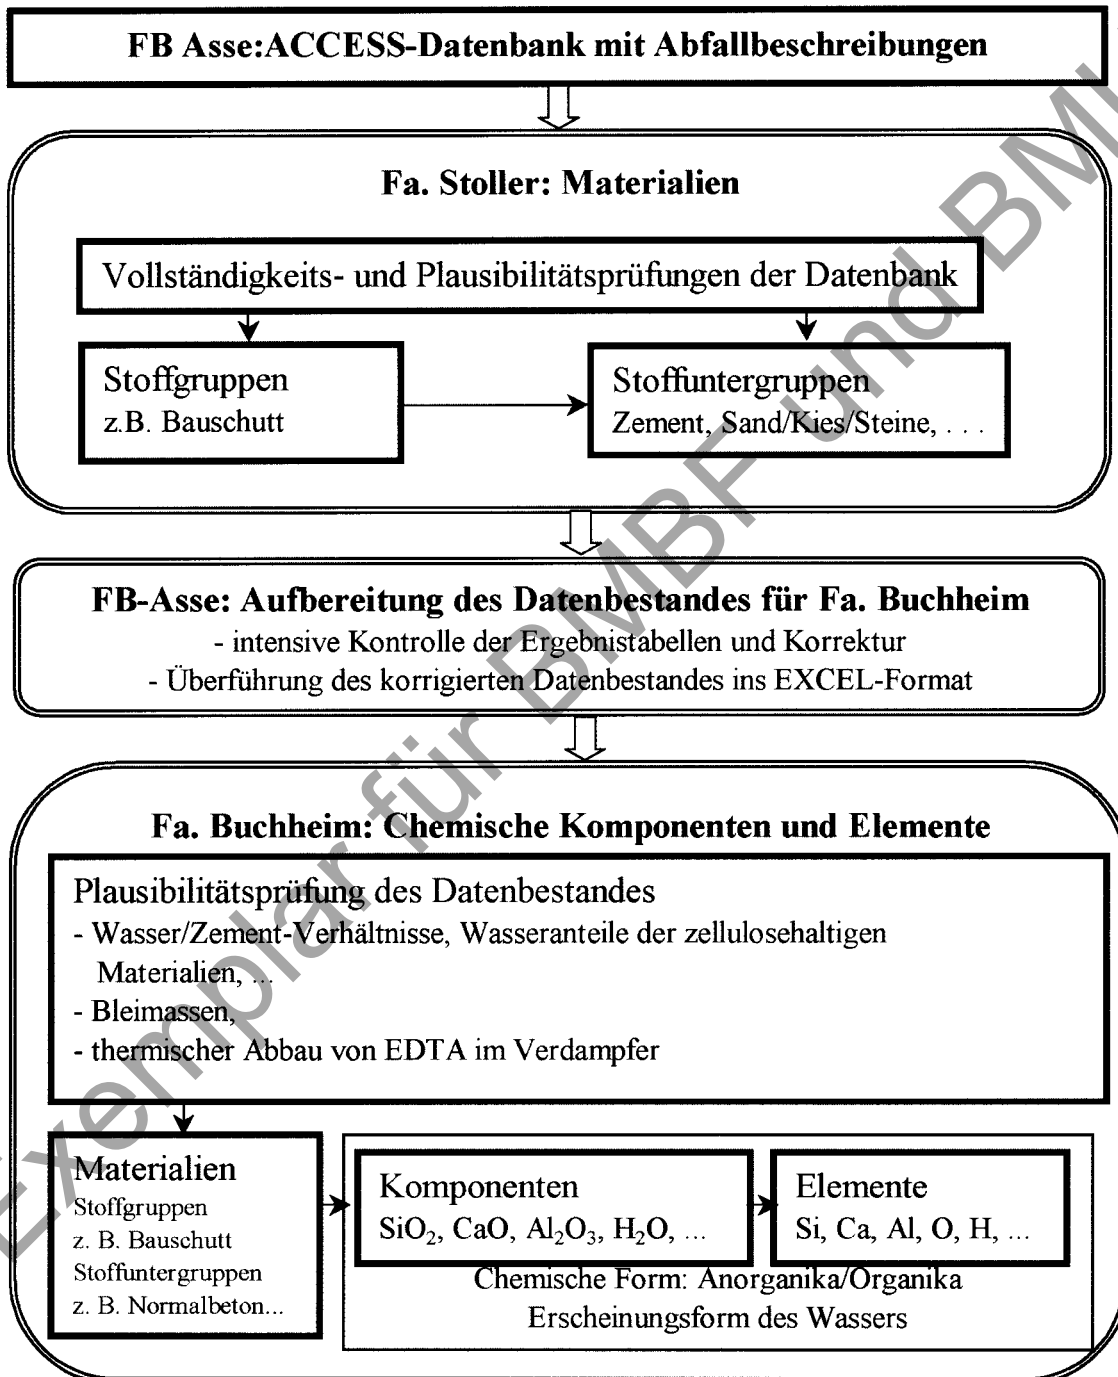 FB Asse:ACCESS-Datenbank mit Abfallbeschreibungen
Fa. Stoller: Materialien
Vollständigkeits- und Plausibilitätsprüfungen der Datenbank
Stoffgruppen
z.B. Bauschutt
Stoffuntergruppen
Zement, Sand/Kies/Steine, . . .
FB-Asse: Aufbereitung des Datenbestandes für Fa. Buchheim
- intensive Kontrolle der Ergebnistabellen und Korrektur
- Überführung des korrigierten Datenbestandes ins EXCEL-Format
Fa. Buchheim: Chemische Komponenten und Elemente
Plausibilitätsprüfung des Datenbestandes
- Wasser/Zement-Verhältnisse, Wasseranteile der zellulosehaltigen
Materialien, ...
- Bleimassen,
- thermischer Abbau von EDTA im Verdampfer
Materialien
Stoffgruppen
z. B. Bauschutt
Stoffuntergruppen
z. B. Normalbeton...
Komponenten
SiO₂, CaO, Al₂O₃, H₂O, ...
Elemente
Si, Ca, Al, O, H, ...
Chemische Form: Anorganika/Organika
Erscheinungsform des Wassers
Exemplar für BMBF und